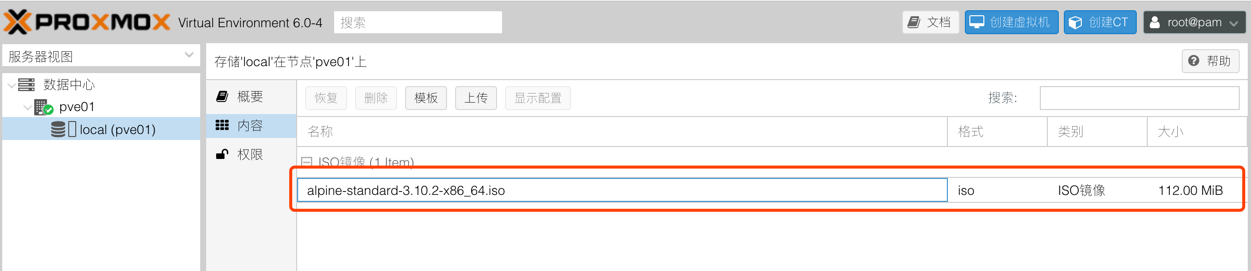 PROXMOX Virtual Environment 6.0-4 搜索 文档 创建虚拟机 创建CT root@pam
服务器视图
数据中心
pve01
local (pve01)
存储'local'在节点'pve01'上 帮助
概要
内容
权限
恢复 删除 模板 上传 显示配置 搜索:
名称 格式 类别 大小
ISO镜像 (1 Item)
alpine-standard-3.10.2-x86_64.iso iso ISO镜像 112.00 MiB